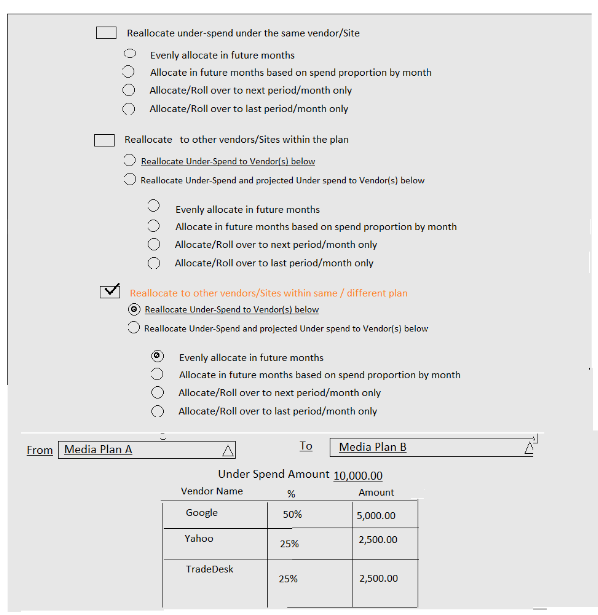 Reallocate under-spend under the same vendor/Site
Evenly allocate in future months
Allocate in future months based on spend proportion by month
Allocate/Roll over to next period/month only
Allocate/Roll over to last period/month only
Reallocate to other vendors/Sites within the plan
Reallocate Under-Spend to Vendor(s) below
Reallocate Under-Spend and projected Under spend to Vendor(s) below
Evenly allocate in future months
Allocate in future months based on spend proportion by month
Allocate/Roll over to next period/month only
Allocate/Roll over to last period/month only
Reallocate to other vendors/Sites within same / different plan
Reallocate Under-Spend to Vendor(s) below
Reallocate Under-Spend and projected Under spend to Vendor(s) below
Evenly allocate in future months
Allocate in future months based on spend proportion by month
Allocate/Roll over to next period/month only
Allocate/Roll over to last period/month only
From Media Plan A To Media Plan B
Under Spend Amount 10,000.00
Vendor Name % Amount
Google 50% 5,000.00
Yahoo 25% 2,500.00
TradeDesk 25% 2,500.00